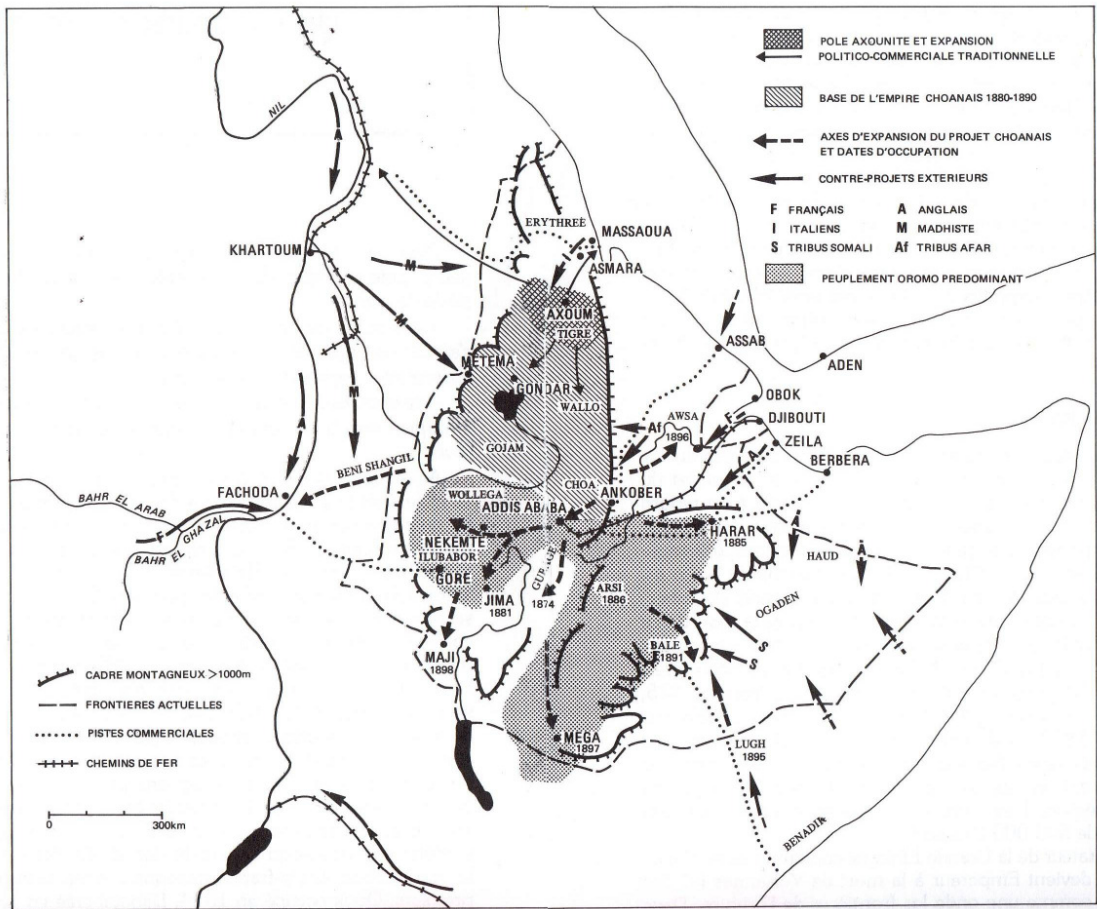 POLE AXOUNITE ET EXPANSION
POLITICO-COMMERCIALE TRADITIONNELLE
BASE DE L'EMPIRE CHOANAIS 1880-1890
AXES D'EXPANSION DU PROJET CHOANAIS
ET DATES D'OCCUPATION
CONTRE-PROJETS EXTERIEURS
F FRANÇAIS A ANGLAIS
I ITALIENS M MADHISTE
S TRIBUS SOMALI Af TRIBUS AFAR
PEUPLEMENT OROMO PREDOMINANT
NIL
A
ERYTHREE
MASSAOUA
KHARTOUM
M
ASMARA
I
AXOUM
TIGRE
M
ASSAB
ADEN
METEMA
GONDAR
M
WALLO
OBOK
AWSA
F
DJIBOUTI
A
Af
1896
ZEILA
GOJAM
BERBERA
BENI SHANGIL
A
CHOA
ANKOBER
FACHODA
WOLLEGA
ADDIS ABABA
BAHR EL ARAB
F
BAHR EL GHAZAL
HARAR
1885
A
NEKEMTE
ILUBABOR
HAUD
A
GORE
GURAGE
ARSI
1886
OGADEN
JIMA
1881
1874
S
BALE
1891
S
MAJI
1898
I
CADRE MONTAGNEUX >1000m
FRONTIERES ACTUELLES
PISTES COMMERCIALES
CHEMINS DE FER
MEGA
1897
I
LUGH
1895
I
0 300km
BENADIR